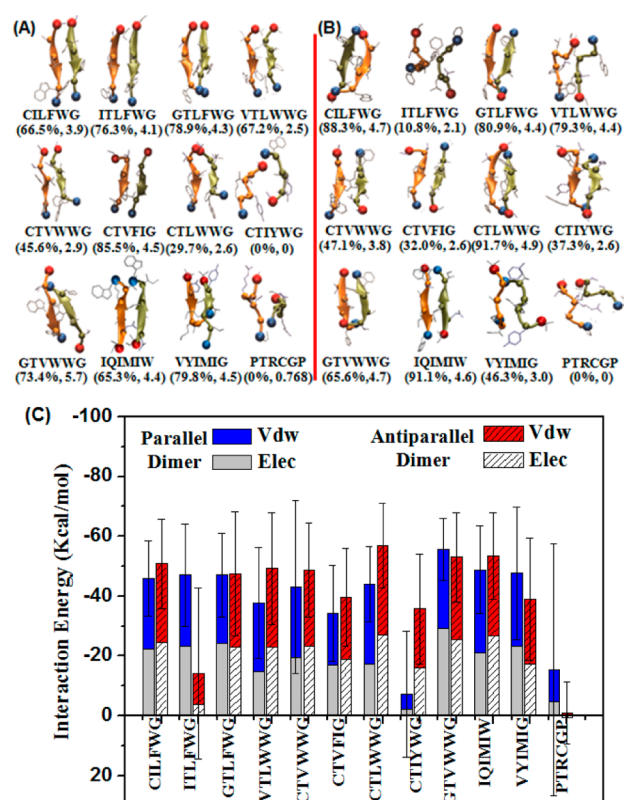 (A)
CILFWG ITLFWG GTLFWG VTLWWG
(66.5%, 3.9) (76.3%, 4.1) (78.9%, 4.3) (67.2%, 2.5)
CTVWWG CTVFIG CTLWWG CTIYWG
(45.6%, 2.9) (85.5%, 4.5) (29.7%, 2.6) (0%, 0)
GTVWWG IQIMIW VYIMIG PTRCGP
(73.4%, 5.7) (65.3%, 4.4) (79.8%, 4.5) (0%, 0.768)
(B)
CILFWG ITLFWG GTLFWG VTLWWG
(88.3%, 4.7) (10.8%, 2.1) (80.9%, 4.4) (79.3%, 4.4)
CTVWWG CTVFIG CTLWWG CTIYWG
(47.1%, 3.8) (32.0%, 2.6) (91.7%, 4.9) (37.3%, 2.6)
GTVWWG IQIMIW VYIMIG PTRCGP
(65.6%, 4.7) (91.1%, 4.6) (46.3%, 3.0) (0%, 0)
(C)
Interaction Energy (Kcal/mol)
-100
-80
-60
-40
-20
0
20
Parallel Vdw Antiparallel Vdw
Dimer Elec Dimer Elec
CILFWG
ITLFWG
GTLFWG
VTLWWG
CTVWWG
CTVFIG
CTLWWG
CTIYWG
GTVWWG
IQIMIW
VYIMIG
PTRCGP